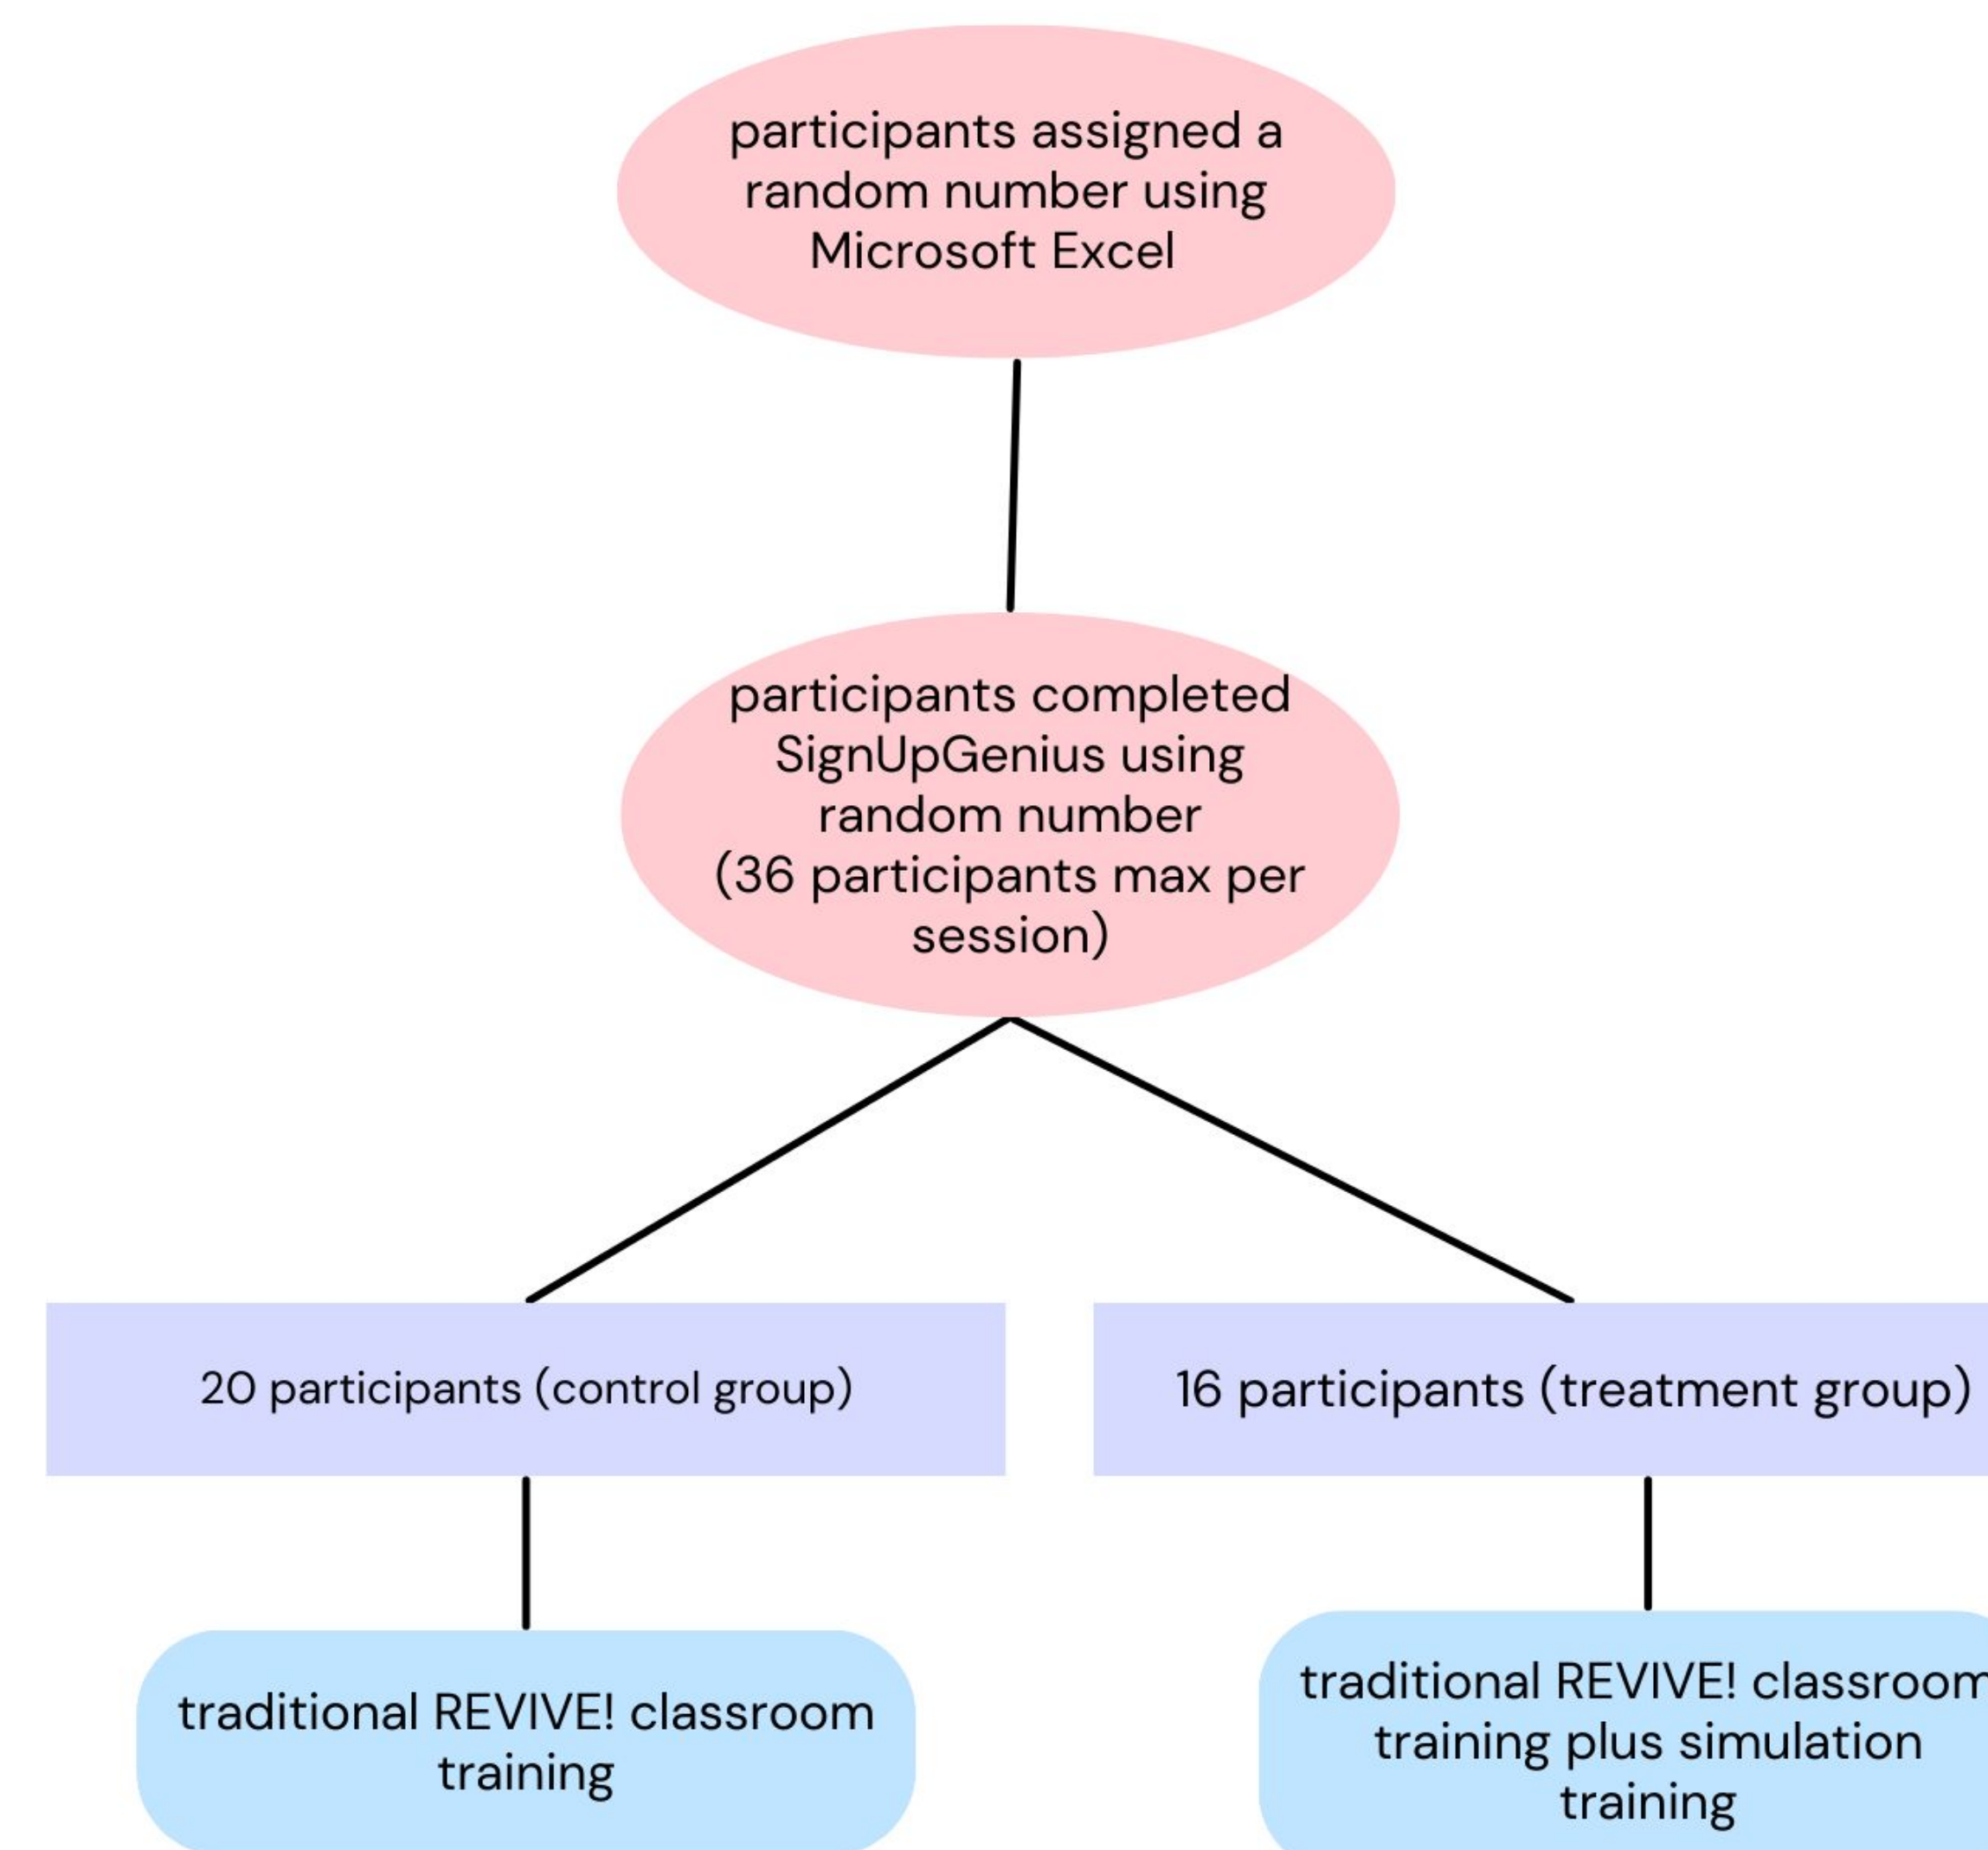 participants assigned a
random number using
Microsoft Excel
participants completed
SignUpGenius using
random number
(36 participants max per
session)
20 participants (control group)
16 participants (treatment group)
traditional REVIVE! classroom
training
traditional REVIVE! classroom
training plus simulation
training